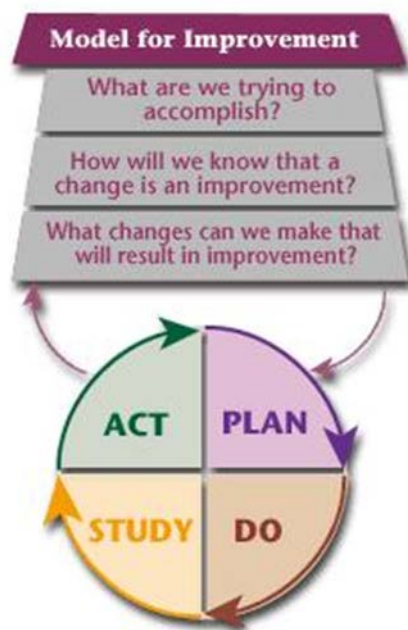 Model for Improvement
What are we trying to
accomplish?
How will we know that a
change is an improvement?
What changes can we make that
will result in improvement?
ACT
PLAN
STUDY
DO